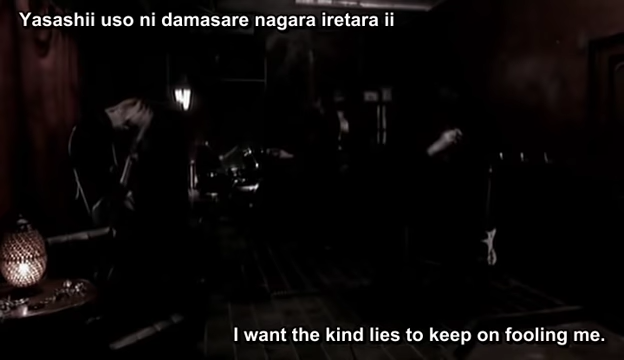 Yasashii uso ni damasare nagara iretara ii
I want the kind lies to keep on fooling me.